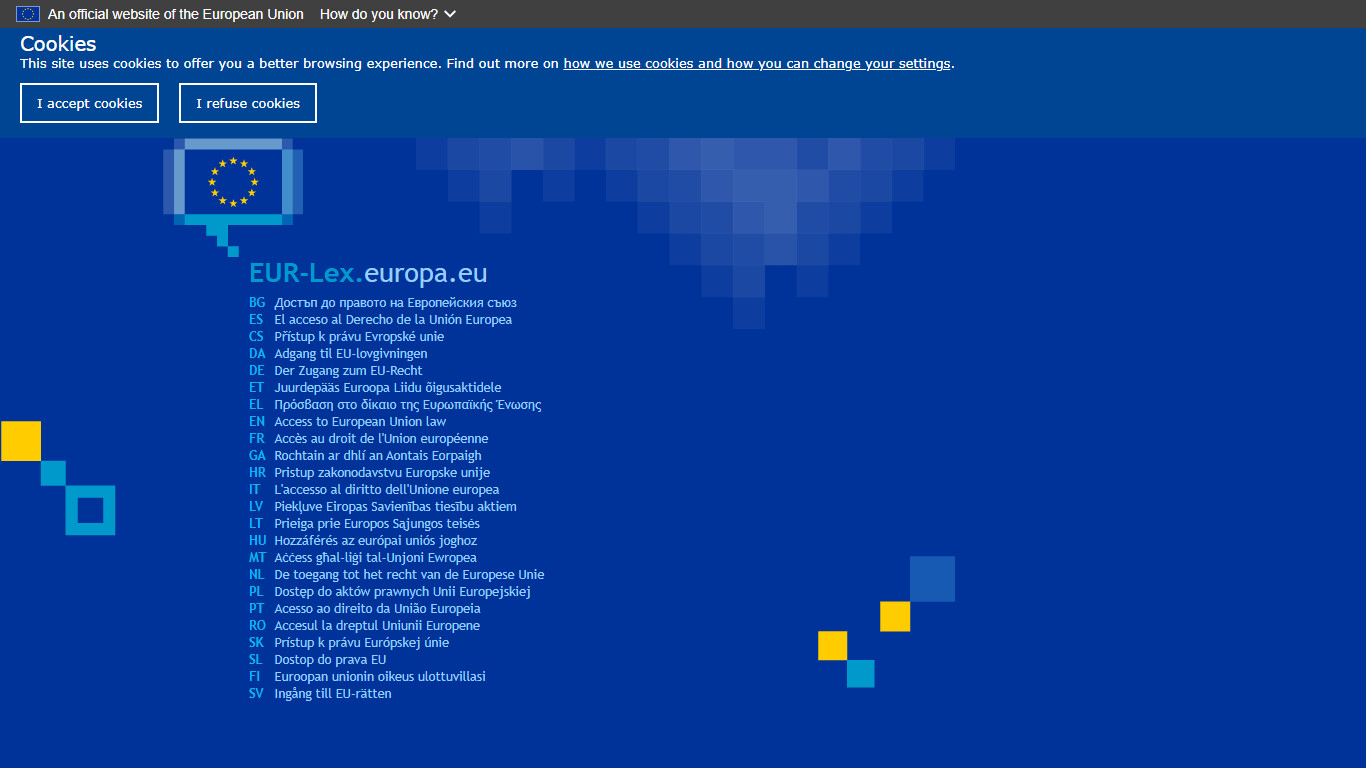 An official website of the European Union How do you know?
Cookies
This site uses cookies to offer you a better browsing experience. Find out more on how we use cookies and how you can change your settings.
I accept cookies I refuse cookies
EUR-Lex.europa.eu
BG Достъп до правото на Европейския съюз
ES El acceso al Derecho de la Unión Europea
CS Přístup k právu Evropské unie
DA Adgang til EU-lovgivningen
DE Der Zugang zum EU-Recht
ET Juurdepääs Euroopa Liidu õigusaktidele
EL Πρόσβαση στο δίκαιο της Ευρωπαϊκής Ένωσης
EN Access to European Union law
FR Accès au droit de l'Union européenne
GA Rochtain ar dhlí an Aontais Eorpaigh
HR Pristup zakonodavstvu Europske unije
IT L'accesso al diritto dell'Unione europea
LV Piekļuve Eiropas Savienības tiesību aktiem
LT Prieiga prie Europos Sąjungos teisės
HU Hozzáférés az európai uniós joghoz
MT Aċċess għal-liġi tal-Unjoni Ewropea
NL De toegang tot het recht van de Europese Unie
PL Dostęp do aktów prawnych Unii Europejskiej
PT Acesso ao direito da União Europeia
RO Accesul la dreptul Uniunii Europene
SK Prístup k právu Európskej únie
SL Dostop do prava EU
FI Euroopan unionin oikeus ulottuvillasi
SV Ingång till EU-rätten